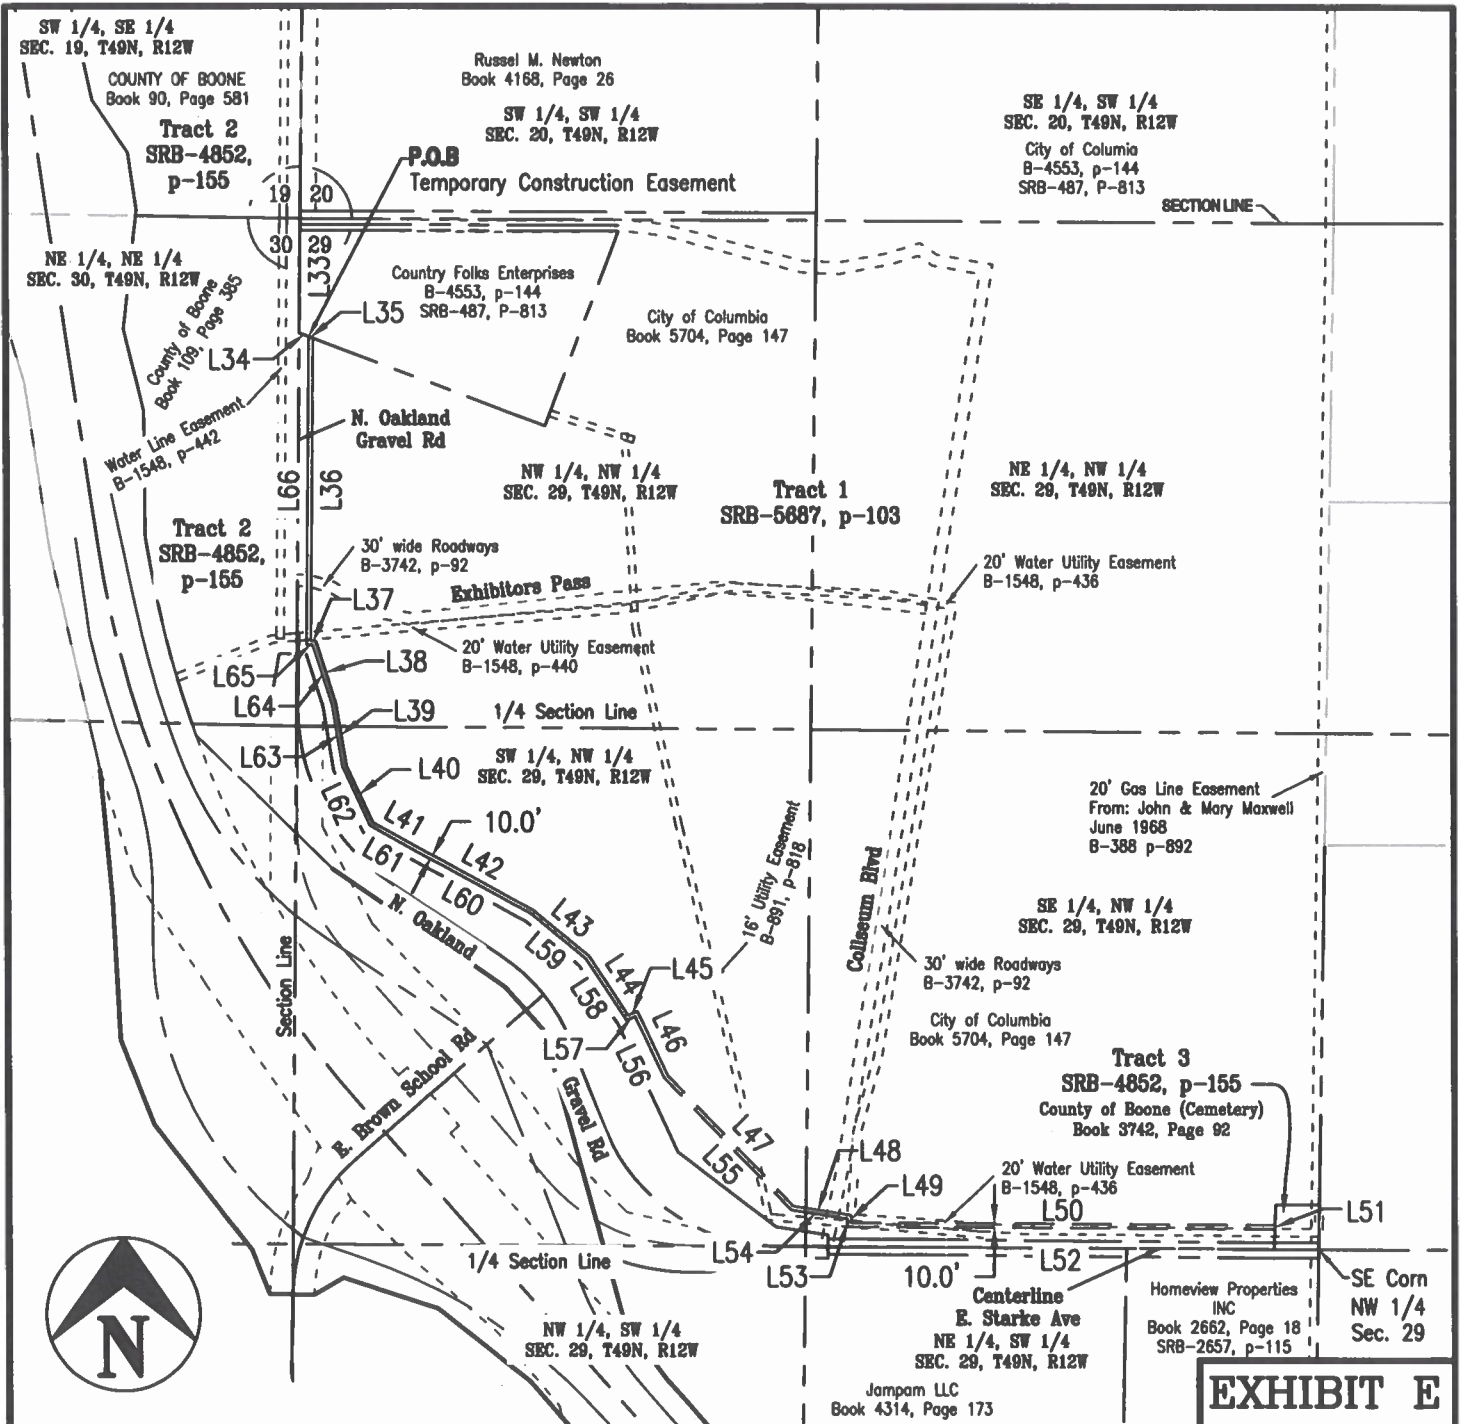 SW 1/4, SE 1/4
SEC. 19, T49N, R12W
COUNTY OF BOONE
Book 90, Page 581
Tract 2
SRB-4852,
p-155
Russel M. Newton
Book 4168, Page 26
SW 1/4, SW 1/4
SEC. 20, T49N, R12W
P.O.B
Temporary Construction Easement
SE 1/4, SW 1/4
SEC. 20, T49N, R12W
City of Columia
B-4553, p-144
SRB-487, P-813
SECTION LINE
19 20
30 29
NE 1/4, NE 1/4
SEC. 30, T49N, R12W
L33
Country Folks Enterprises
B-4553, p-144
SRB-487, P-813
L35
L34
County of Boone
Book 109, Page 385
City of Columbia
Book 5704, Page 147
Water Line Easement
B-1548, p-442
N. Oakland
Gravel Rd
L66
L36
NW 1/4, NW 1/4
SEC. 29, T49N, R12W
Tract 1
SRB-5687, p-103
NE 1/4, NW 1/4
SEC. 29, T49N, R12W
Tract 2
SRB-4852,
p-155
30' wide Roadways
B-3742, p-92
Exhibitors Pass
20' Water Utility Easement
B-1548, p-436
L37
20' Water Utility Easement
B-1548, p-440
L65
L38
L64
L39
1/4 Section Line
L63
L40
SW 1/4, NW 1/4
SEC. 29, T49N, R12W
L62
L41
10.0'
L61
L42
L60
20' Gas Line Easement
From: John & Mary Maxwell
June 1968
B-388 p-892
16' Utility Easement
B-891, p-818
Coliseum Blvd
N. Oakland
L43
L59
SE 1/4, NW 1/4
SEC. 29, T49N, R12W
Section Line
L44
L45
L58
30' wide Roadways
B-3742, p-92
L46
L57
L56
City of Columbia
Book 5704, Page 147
E. Brown School Rd
Gravel Rd
Tract 3
SRB-4852, p-155
County of Boone (Cemetery)
Book 3742, Page 92
L47
L55
L48
L49
20' Water Utility Easement
B-1548, p-436
L50
L51
1/4 Section Line
L54
L53
10.0'
L52
Centerline
E. Starke Ave
SE Corn
NW 1/4
Sec. 29
Homeview Properties
INC
Book 2662, Page 18
SRB-2657, p-115
N
NW 1/4, SW 1/4
SEC. 29, T49N, R12W
NE 1/4, SW 1/4
SEC. 29, T49N, R12W
Jampam LLC
Book 4314, Page 173
EXHIBIT E